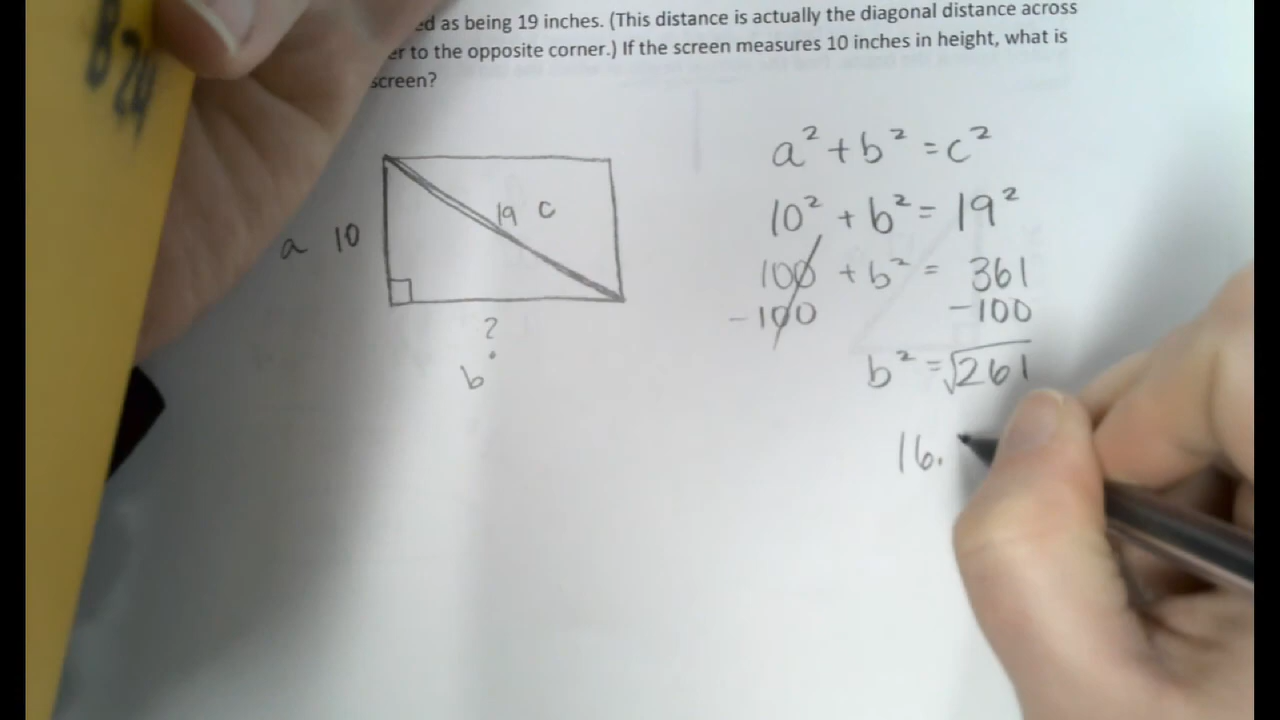 as being 19 inches. (This distance is actually the diagonal distance across
to the opposite corner.) If the screen measures 10 inches in height, what is
screen?
B24
a² + b² = c²
10² + b² = 19²
100 + b² = 361
-100 -100
b² = √261
16.
a 10
19 c
?
b